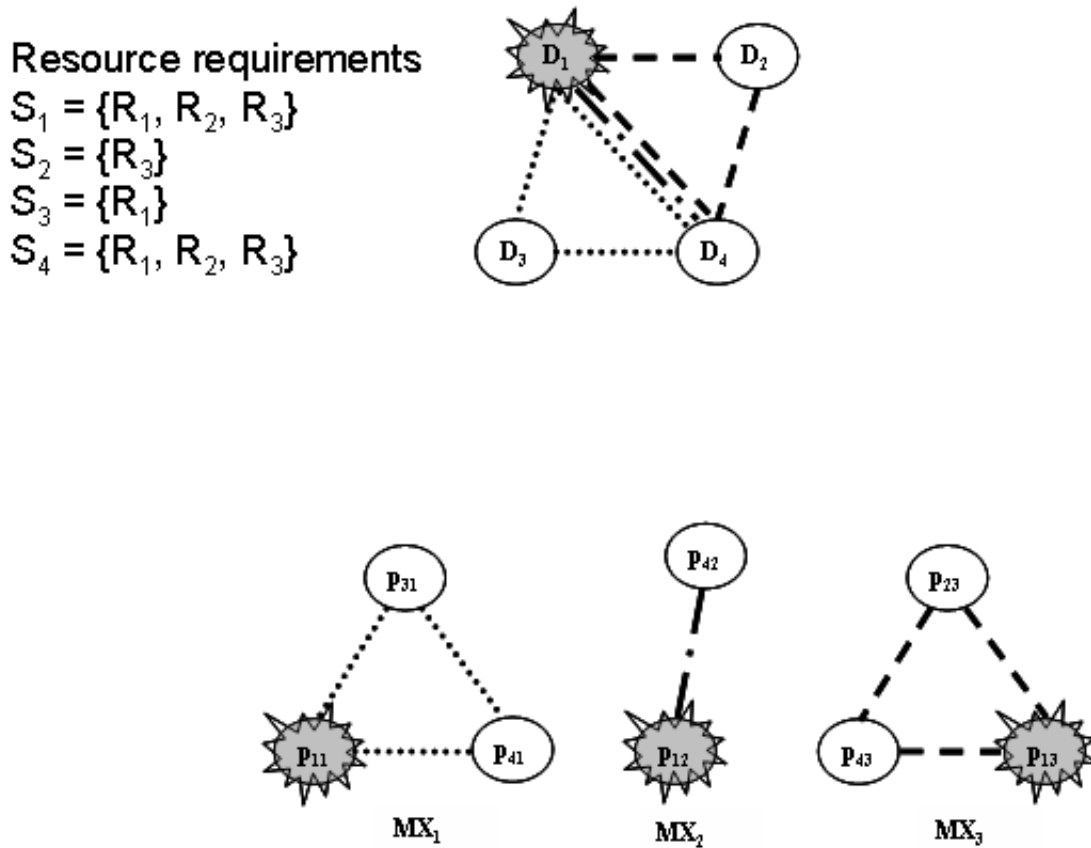 Resource requirements
S₁ = {R₁, R₂, R₃}
S₂ = {R₃}
S₃ = {R₁}
S₄ = {R₁, R₂, R₃}
D₁
D₂
D₃
D₄
p₃₁
p₁₁
p₄₁
MX₁
p₄₂
p₁₂
MX₂
p₂₃
p₄₃
p₁₃
MX₃